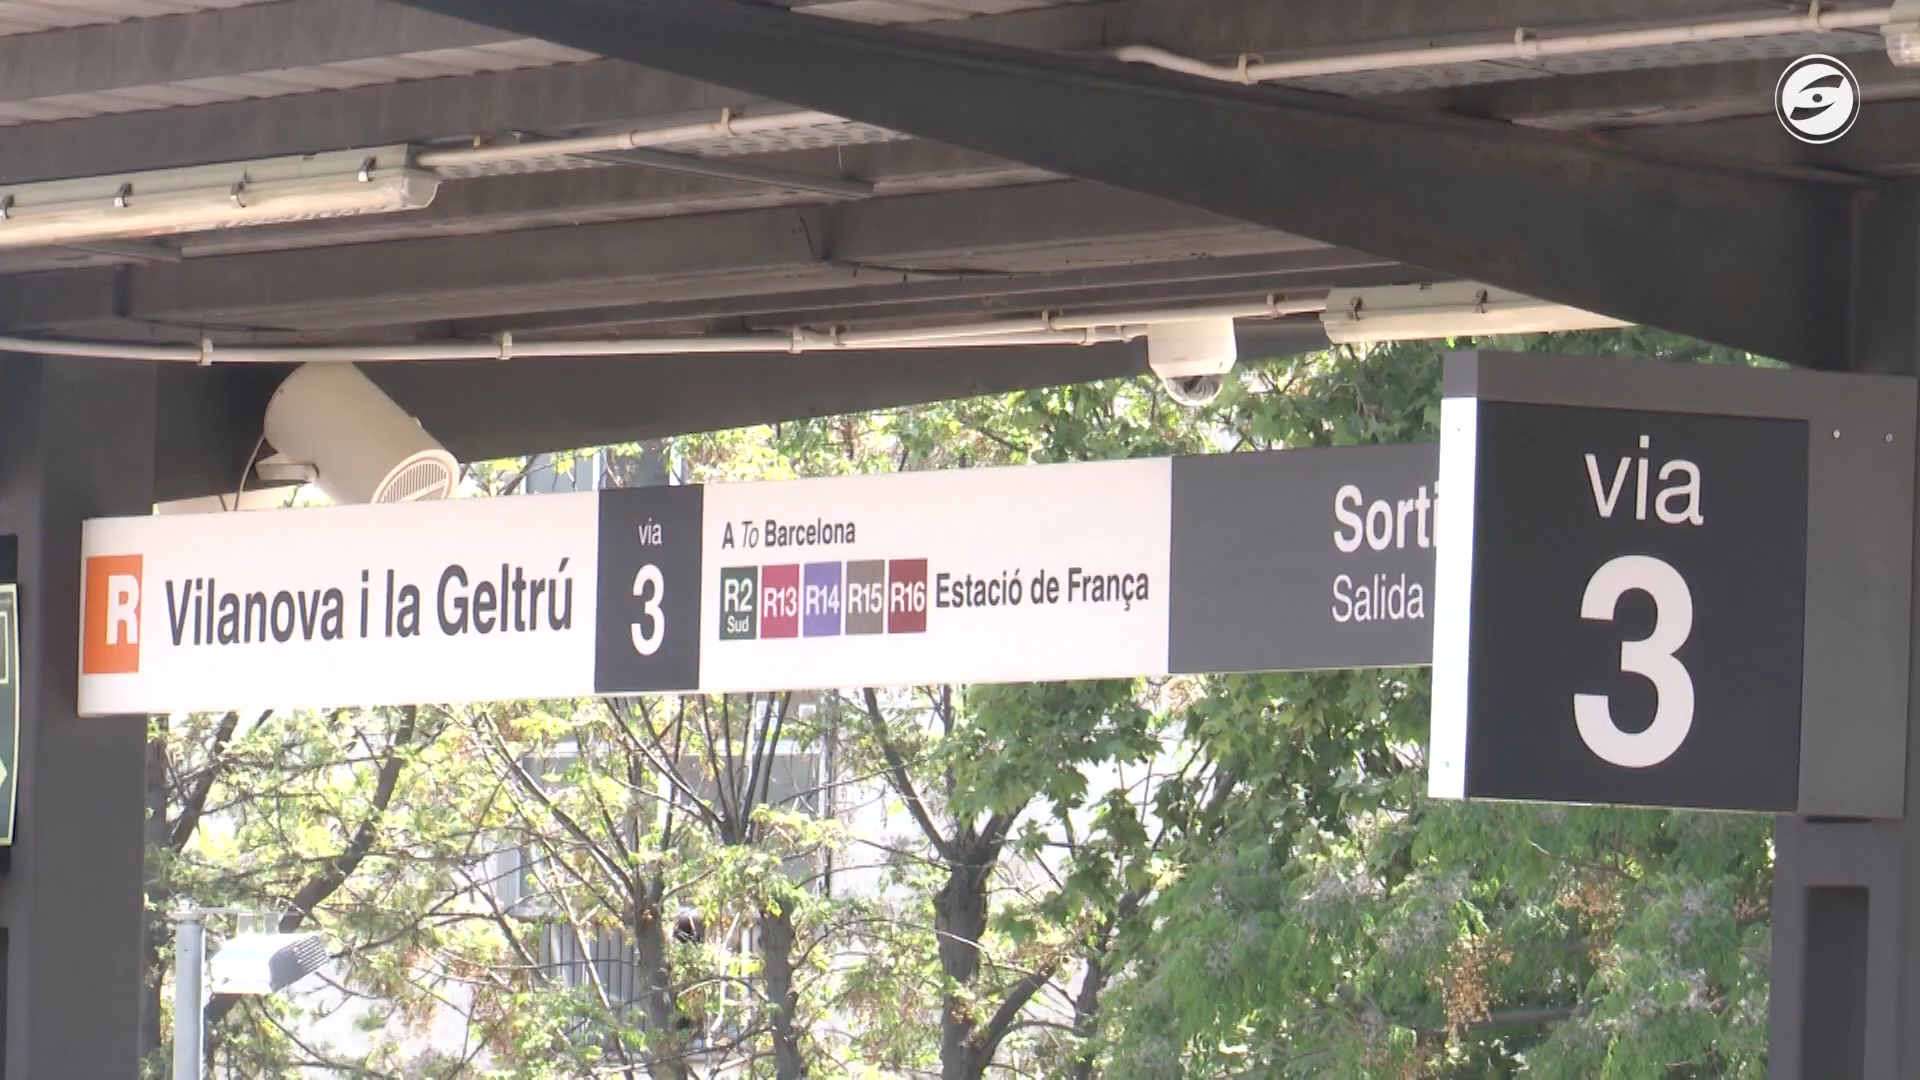 R Vilanova i la Geltrú
via
3
A To Barcelona
R2 Sud R13 R14 R15 R16 Estació de França
Sorti
Salida
via
3